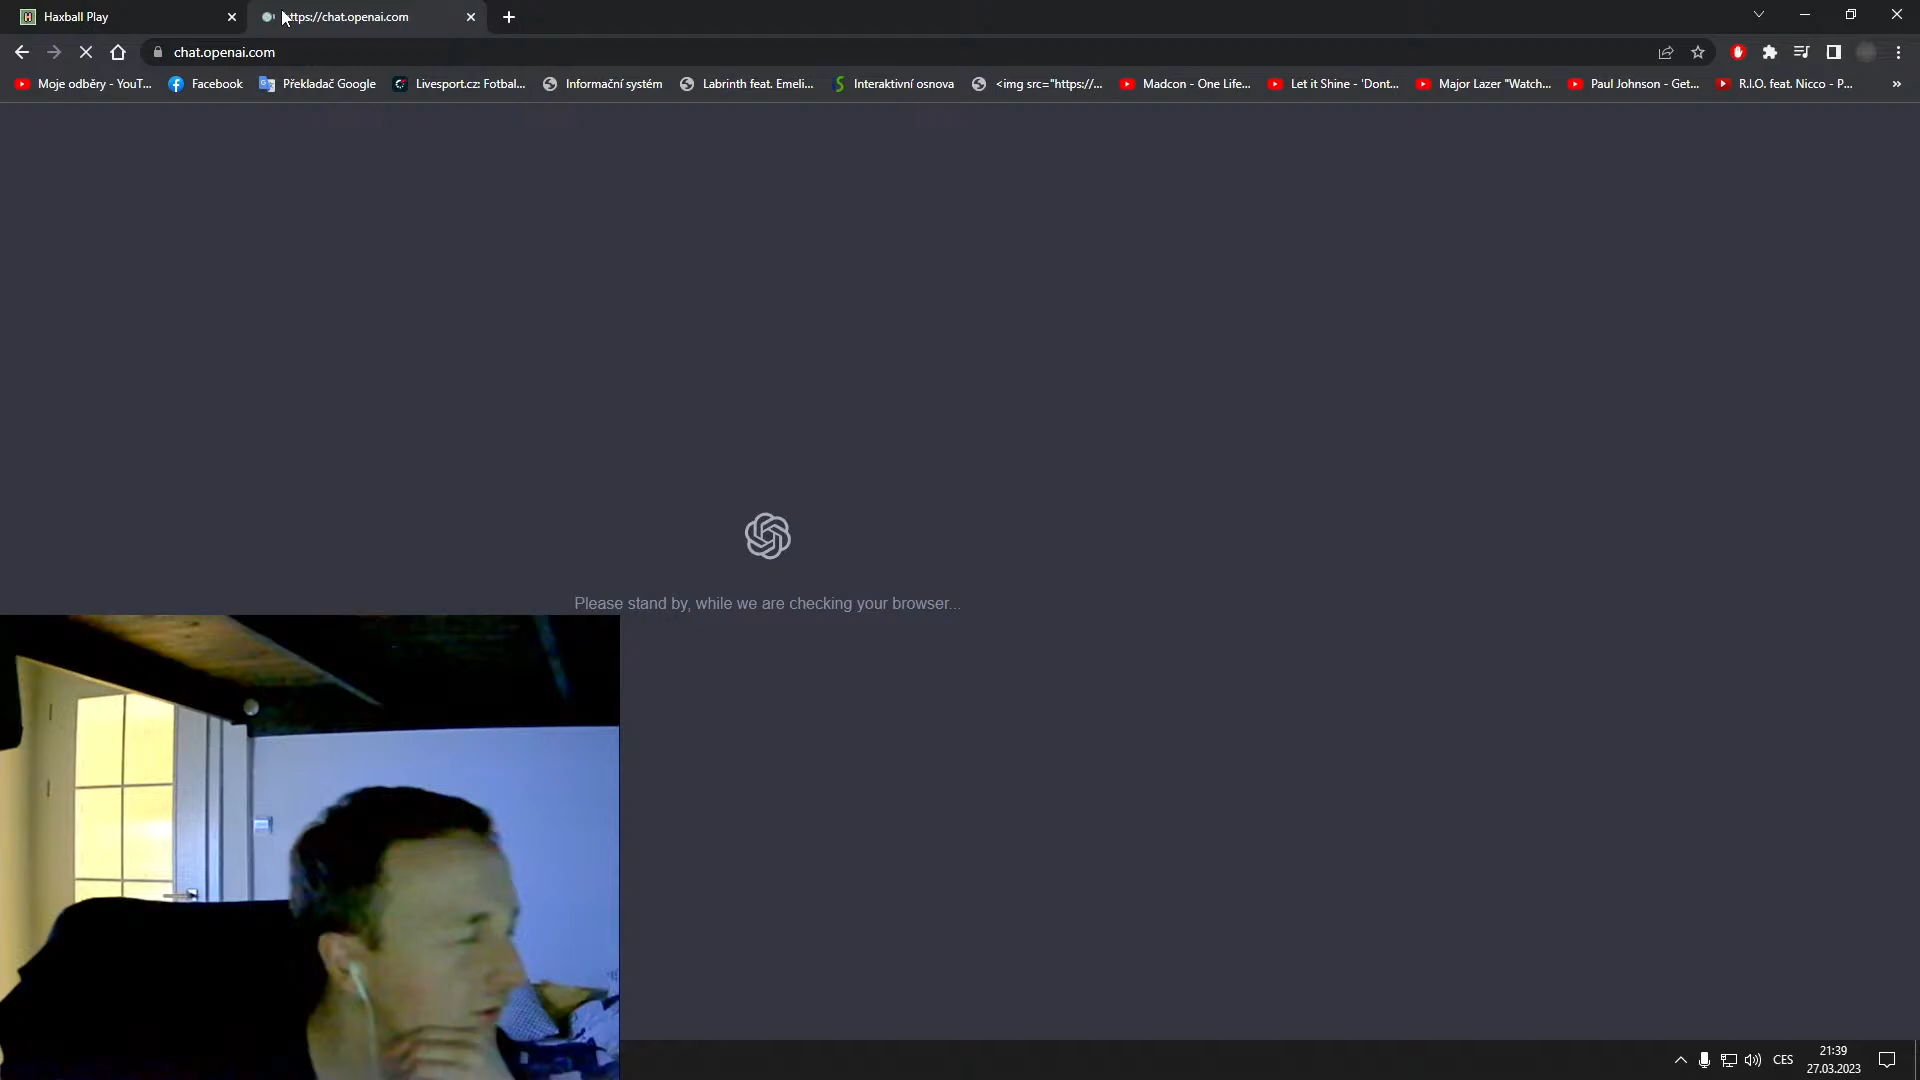 Haxball Play
https://chat.openai.com
chat.openai.com
Moje odběry - YouT...
Facebook
Překladač Google
Livesport.cz: Fotbal...
Informační systém
Labrinth feat. Emeli...
Interaktivní osnova
<img src="https://...
Madcon - One Life...
Let it Shine - 'Dont...
Major Lazer "Watch...
Paul Johnson - Get...
R.I.O. feat. Nicco - P...
Please stand by, while we are checking your browser...
CES
21:39
27.03.2023